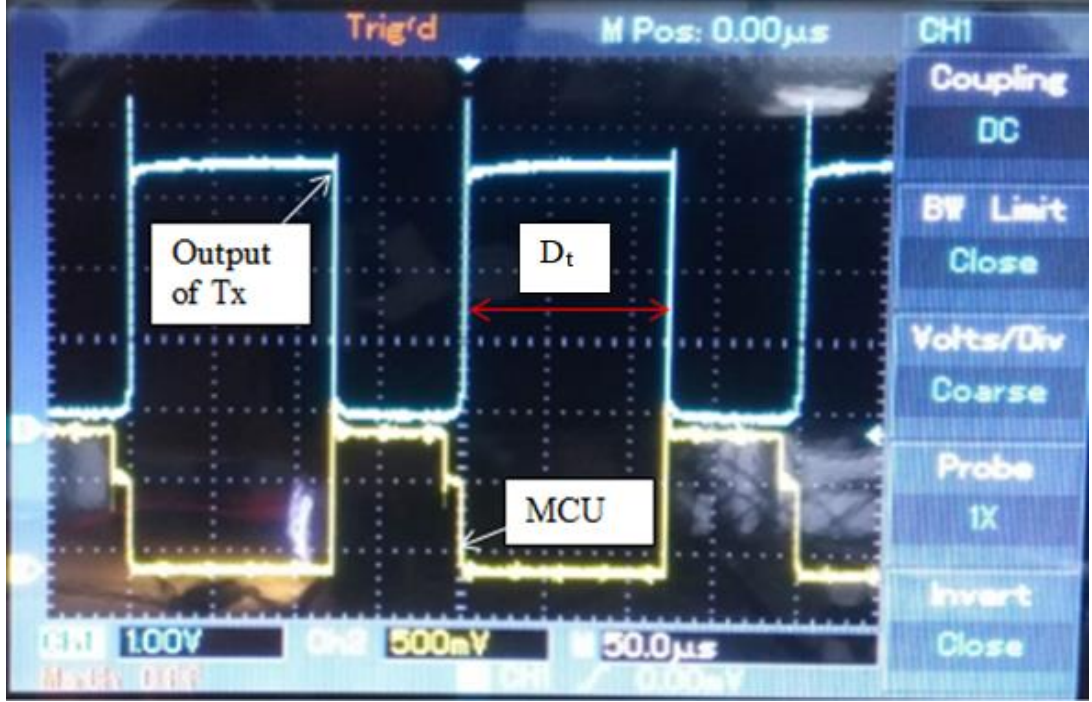 Trig'd M Pos: 0.00µs CH1
Coupling
DC
BW Limit
Close
Volts/Div
Coarse
Probe
1X
Invert
Close
Output
of Tx
Dt
MCU
CH1 1.00V Ch2 500mV M 50.0µs
CH1 0.00mV